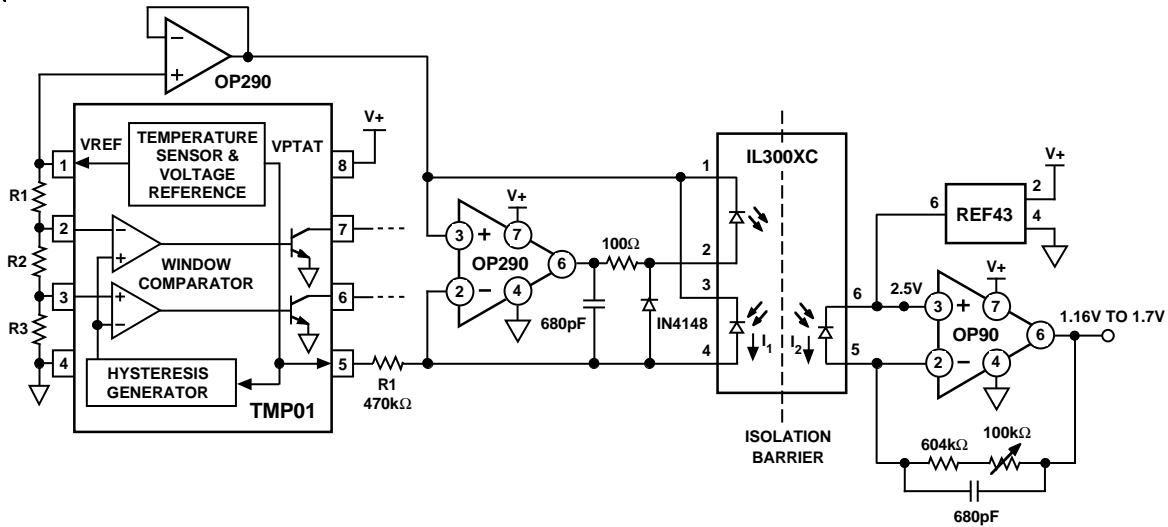 OP290
V+
VREF
TEMPERATURE
SENSOR &
VOLTAGE
REFERENCE
VPTAT
1
8
R1
2
7
WINDOW
COMPARATOR
R2
3
6
R3
4
5
HYSTERESIS
GENERATOR
TMP01
R1
470kΩ
V+
3
7
OP290
6
2
4
100Ω
680pF
IN4148
IL300XC
1
2
3
4
I1
I2
6
5
ISOLATION
BARRIER
V+
6
REF43
2
4
2.5V
V+
3
7
OP90
6
2
4
1.16V TO 1.7V
604kΩ
100kΩ
680pF